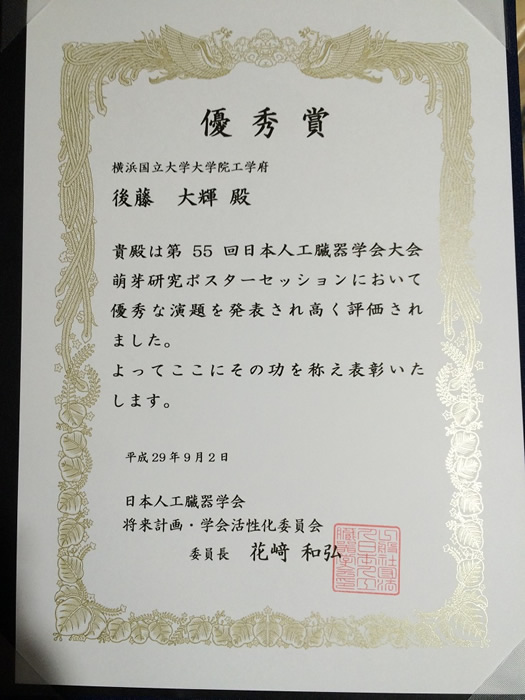 優秀賞
横浜国立大学大学院工学府
後藤 大輝 殿
貴殿は第 55 回日本人工臓器学会大会
萌芽研究ポスターセッションにおいて
優秀な演題を発表され高く評価され
ました。
よってここにその功を称え表彰いた
します。
平成29年9月2日
日本人工臓器学会
将来計画・学会活性化委員会
委員長 花﨑 和弘